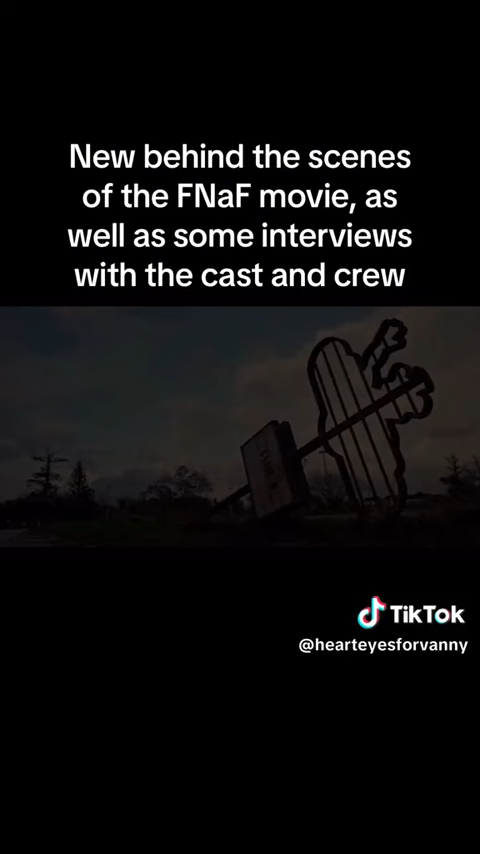 New behind the scenes
of the FNaF movie, as
well as some interviews
with the cast and crew
TikTok
@hearteyesforvanny